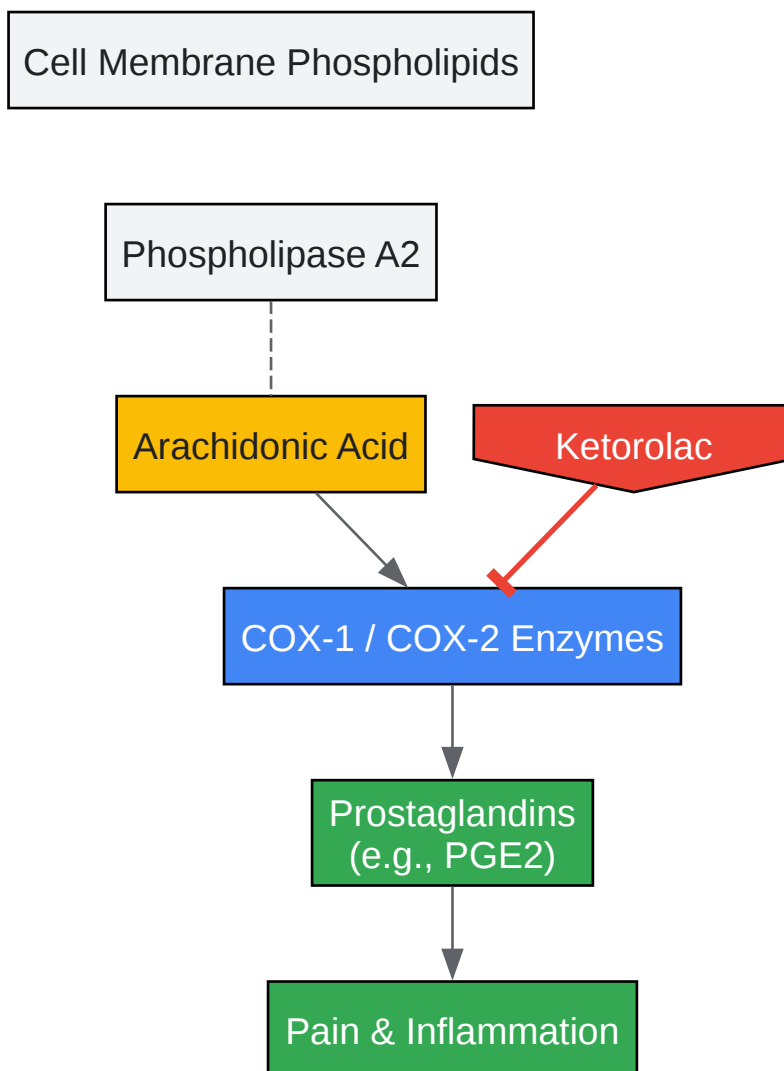 Cell Membrane Phospholipids
Phospholipase A2
Arachidonic Acid
Ketorolac
COX-1 / COX-2 Enzymes
Prostaglandins
(e.g., PGE2)
Pain & Inflammation